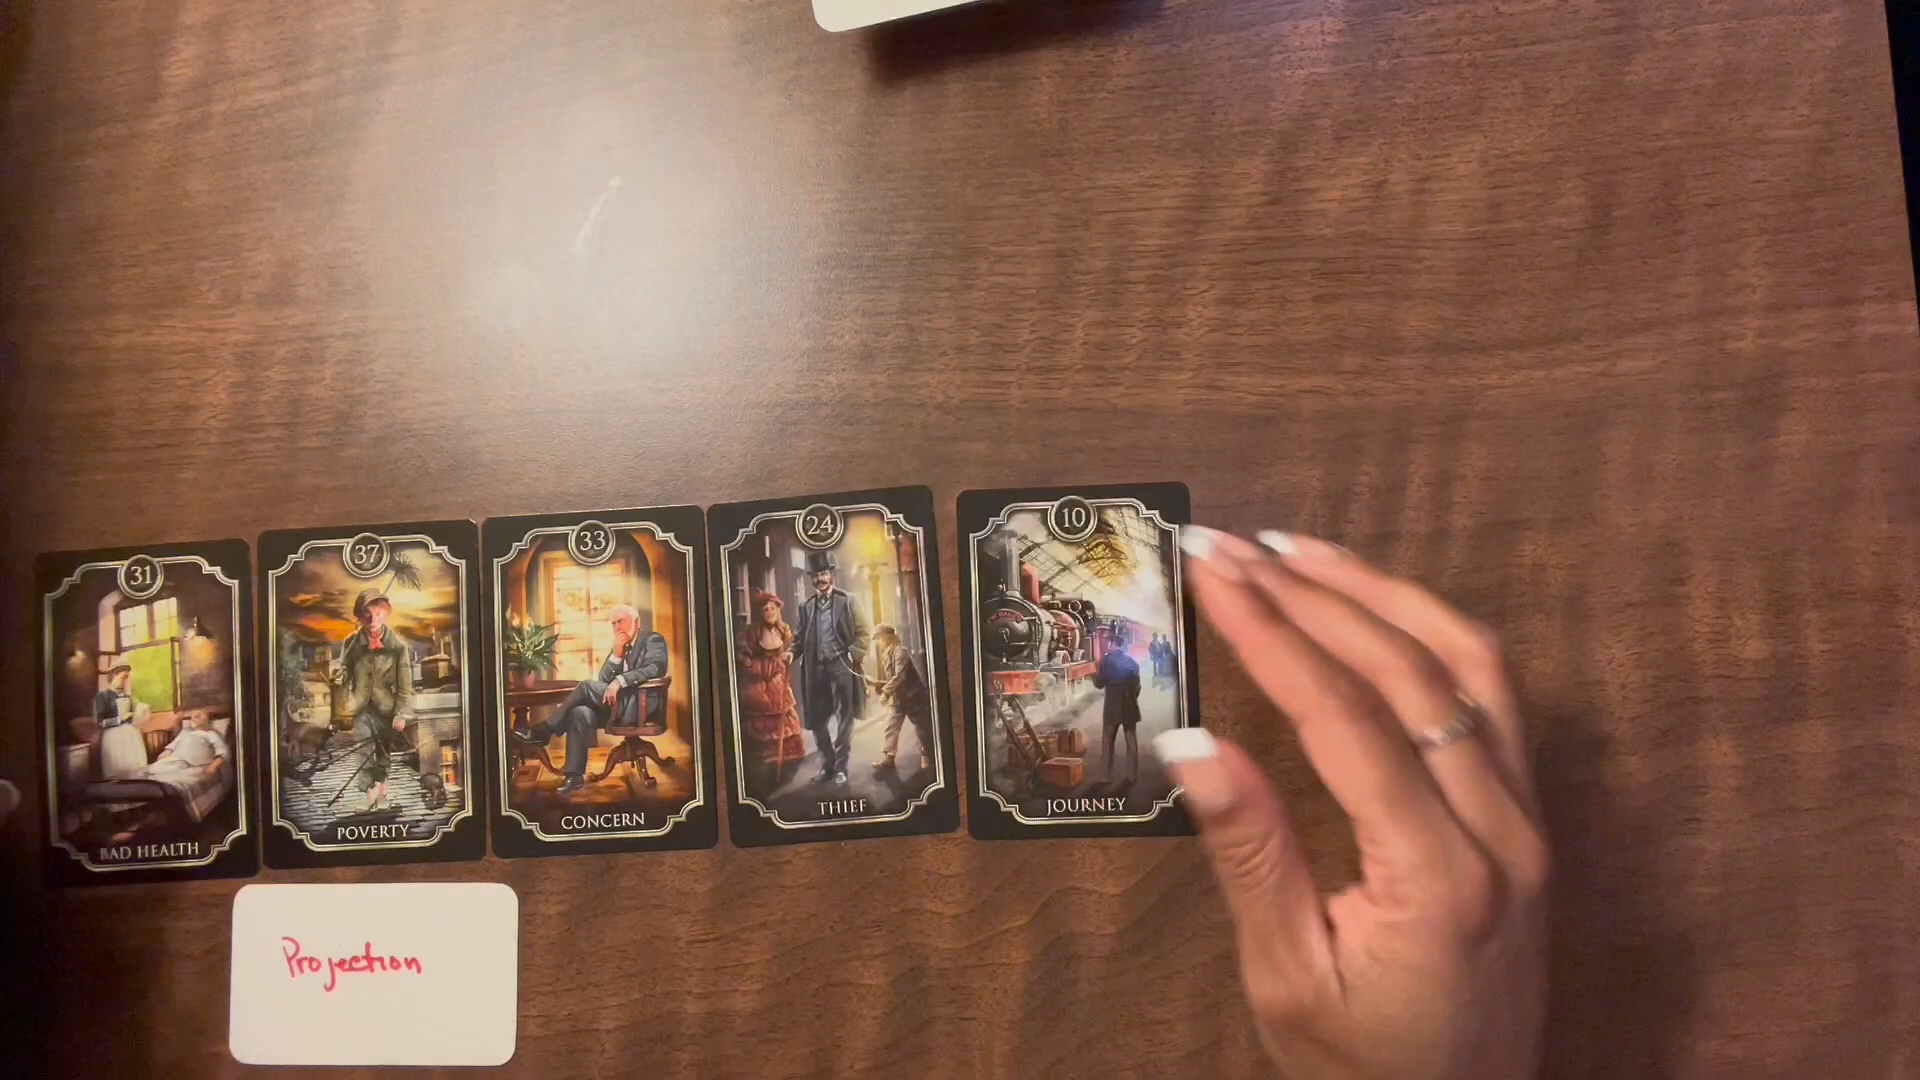 31
BAD HEALTH
37
POVERTY
33
CONCERN
24
THIEF
10
JOURNEY
Projection